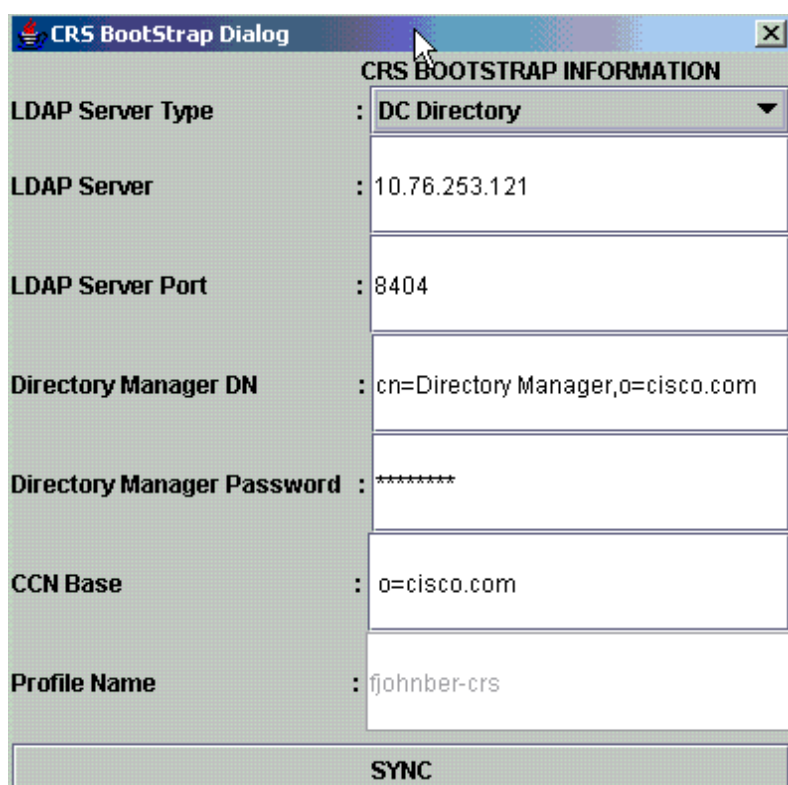 CRS BootStrap Dialog
CRS BOOTSTRAP INFORMATION
LDAP Server Type : DC Directory
LDAP Server : 10.76.253.121
LDAP Server Port : 8404
Directory Manager DN : cn=Directory Manager,o=cisco.com
Directory Manager Password : ********
CCN Base : o=cisco.com
Profile Name : fjohnber-crs
SYNC